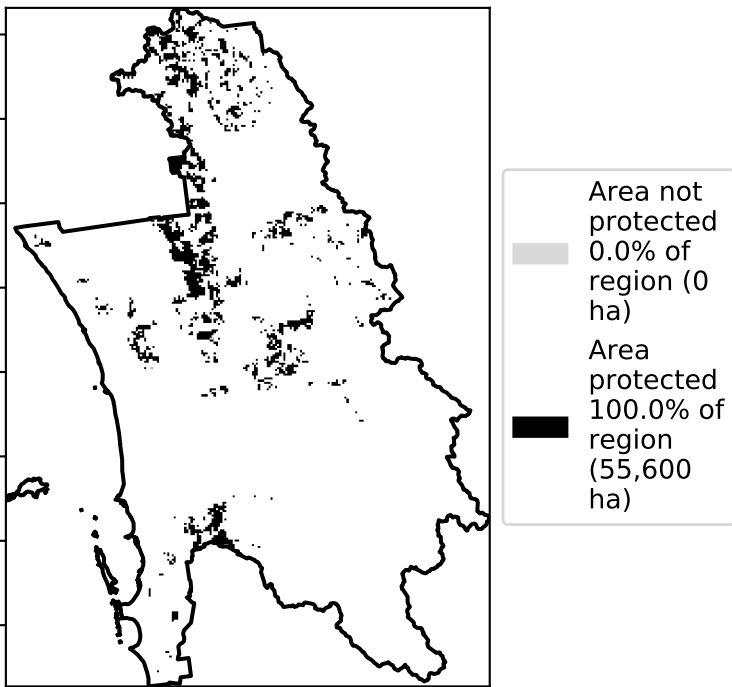 Area not
protected
0.0% of
region (0
ha)
Area
protected
100.0% of
region
(55,600
ha)